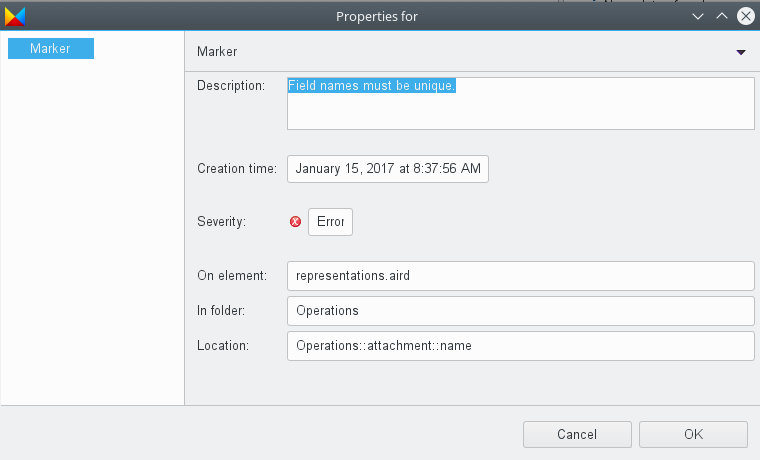 Properties for
Marker
Marker
Description: Field names must be unique.
Creation time: January 15, 2017 at 8:37:56 AM
Severity: Error
On element: representations.aird
In folder: Operations
Location: Operations::attachment::name
Cancel OK